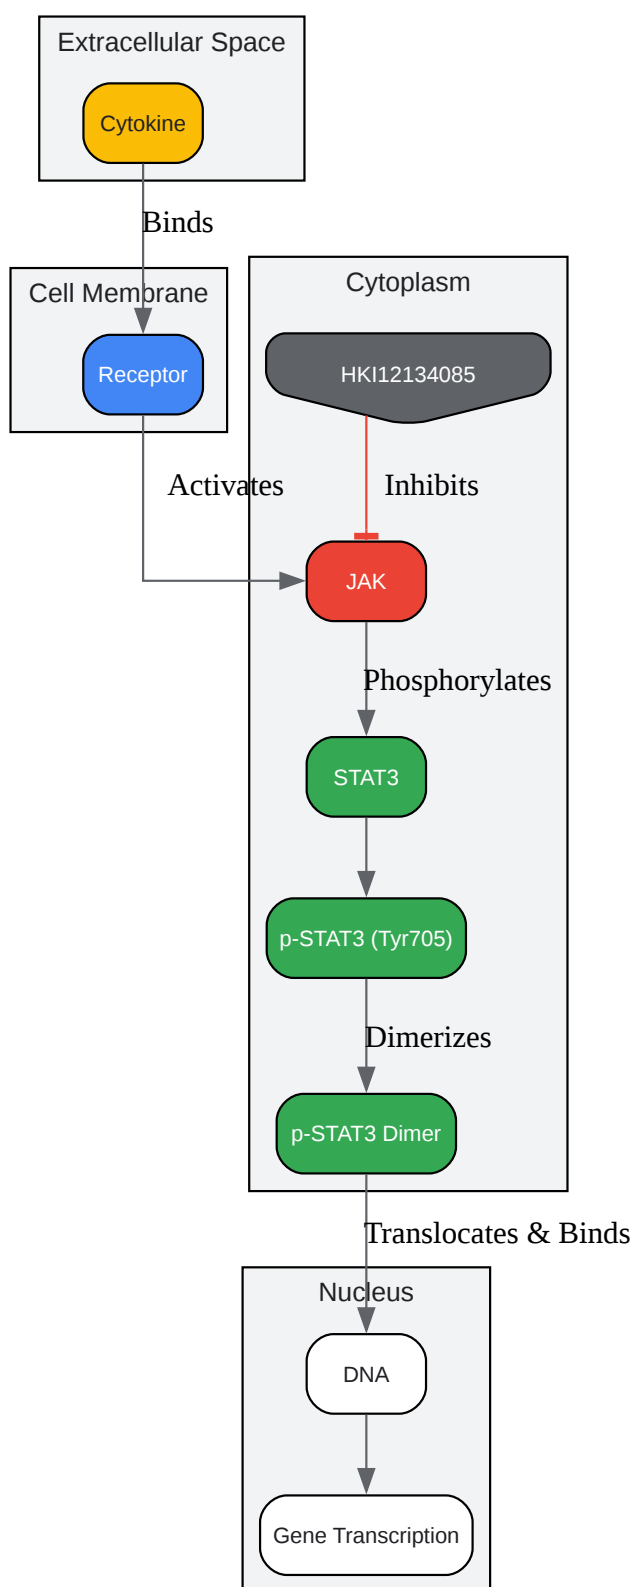 Extracellular Space
Cytokine
Binds
Cell Membrane
Receptor
Cytoplasm
HKI12134085
Activates
Inhibits
JAK
Phosphorylates
STAT3
p-STAT3 (Tyr705)
Dimerizes
p-STAT3 Dimer
Translocates & Binds
Nucleus
DNA
Gene Transcription